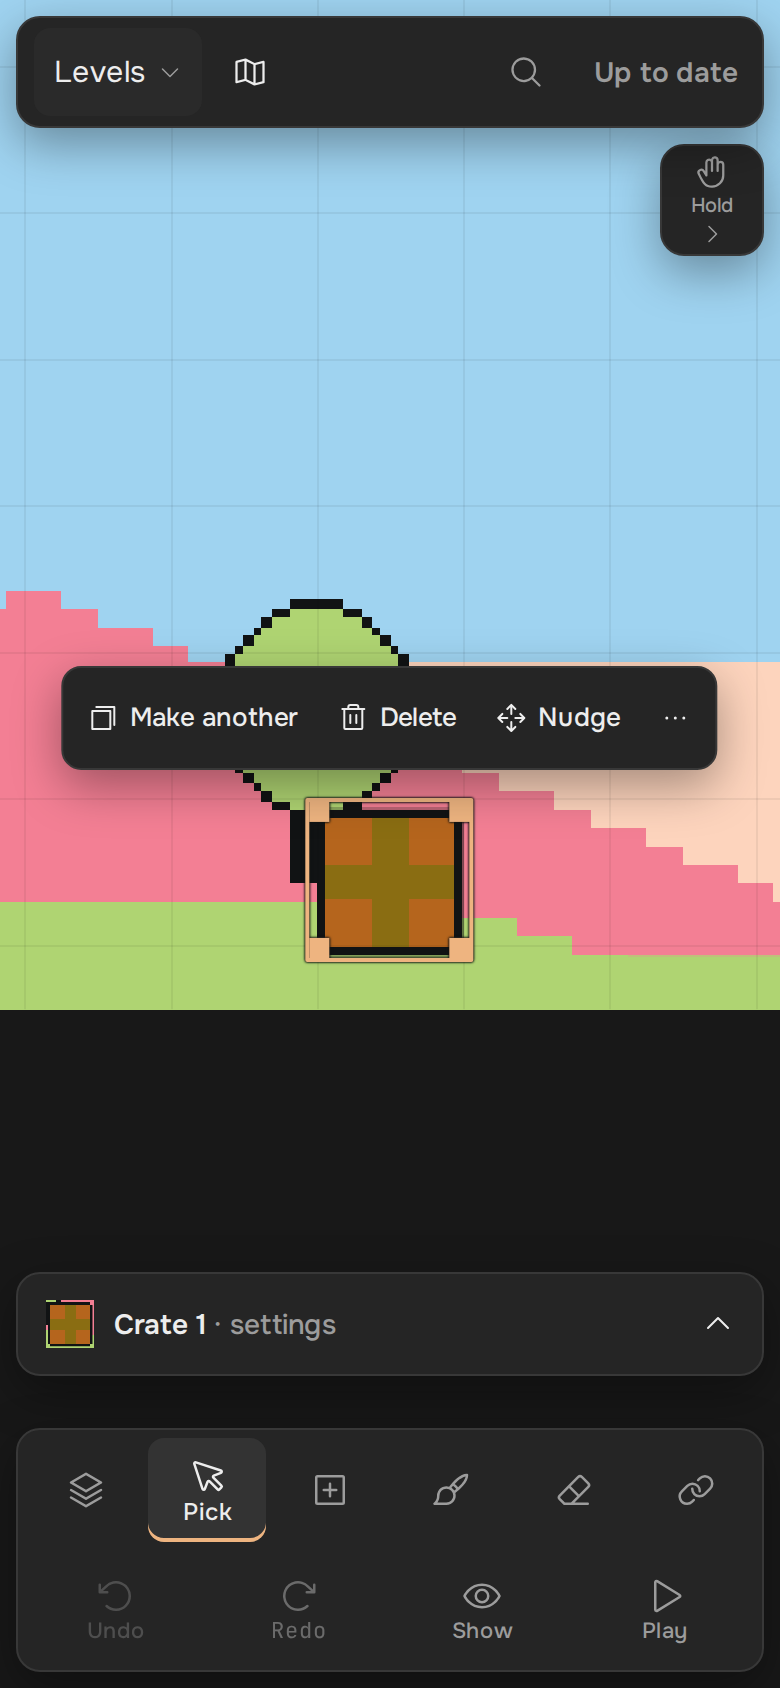 Levels
Up to date
Hold
Make another
Delete
Nudge
Crate 1 · settings
Pick
Undo
Redo
Show
Play